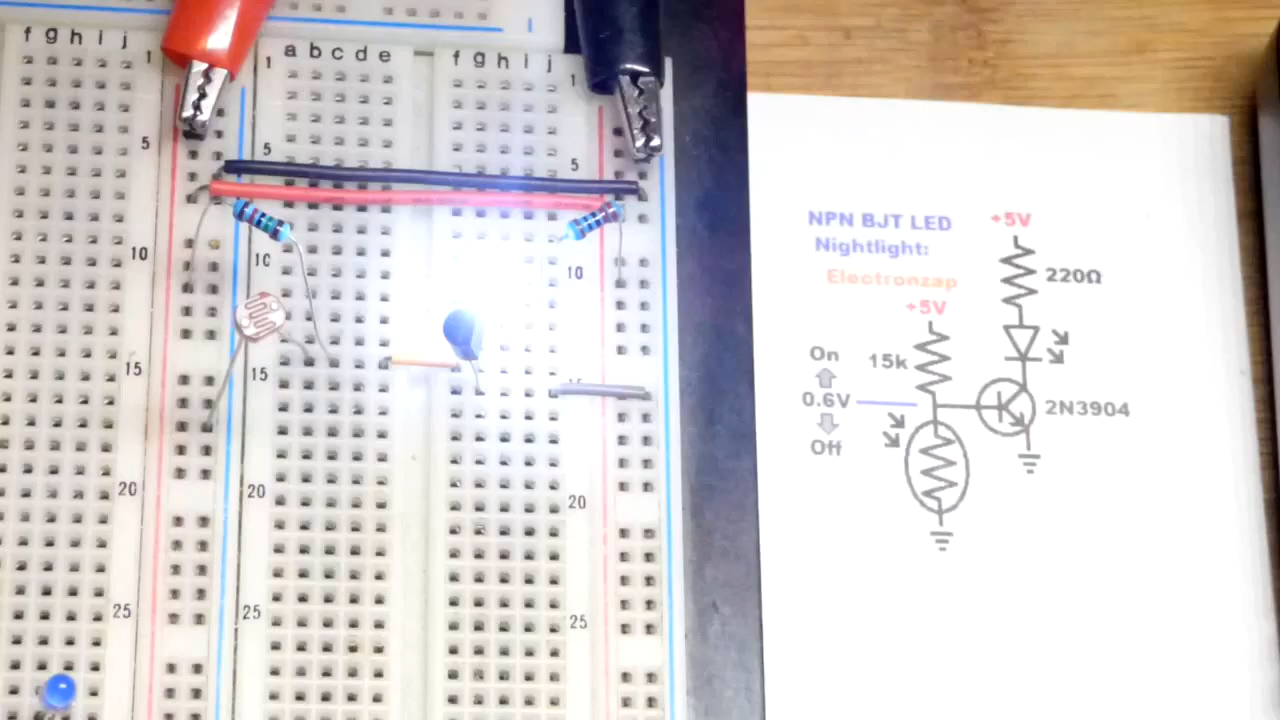 f g h i j
a b c d e
f g h i j
1
1
1
5
5
5
10
10
10
15
15
20
20
20
25
25
25
NPN BJT LED
Nightlight:
Electronzap
+5V
220Ω
+5V
15k
On
0.6V
Off
2N3904